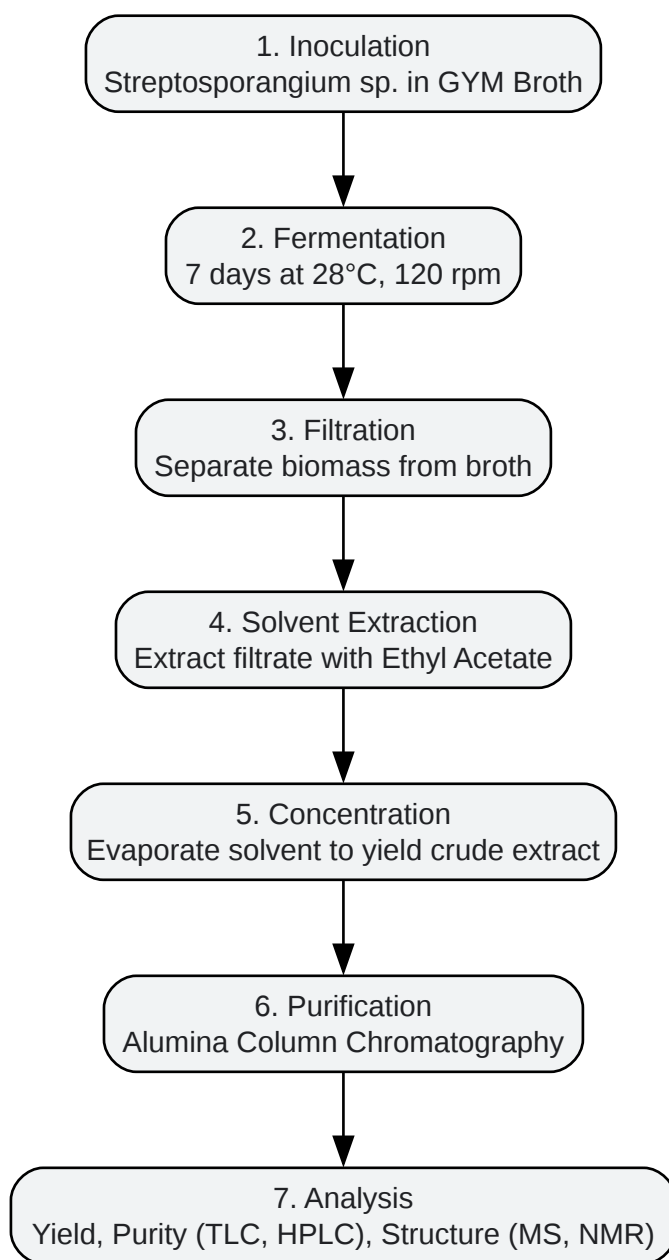 1. Inoculation
Streptosporangium sp. in GYM Broth
2. Fermentation
7 days at 28°C, 120 rpm
3. Filtration
Separate biomass from broth
4. Solvent Extraction
Extract filtrate with Ethyl Acetate
5. Concentration
Evaporate solvent to yield crude extract
6. Purification
Alumina Column Chromatography
7. Analysis
Yield, Purity (TLC, HPLC), Structure (MS, NMR)